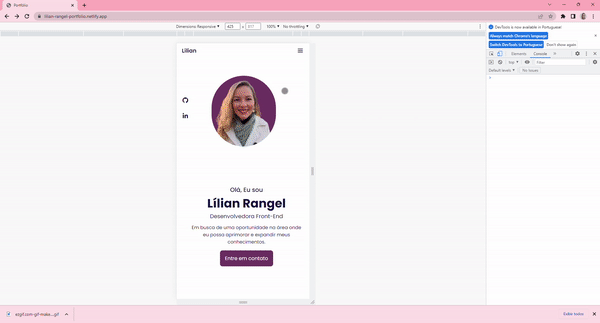 Portfolio
lilian-rangel-portfolio.netlify.app
Dimensions: Responsive
425
x
100%
No throttling
DevTools is now available in Portuguese!
Always match Chrome's language
Switch DevTools to Portuguese
Don't show again
Elements
Console
top
Filter
Default levels
No Issues
Lilian
Olá, Eu sou
Lílian Rangel
Desenvolvedora Front-End
Em busca de uma oportunidade na área onde
eu possa aprimorar e expandir meus
conhecimentos.
Entre em contato
ezgif.com-gif-make....gif
Exibir todos